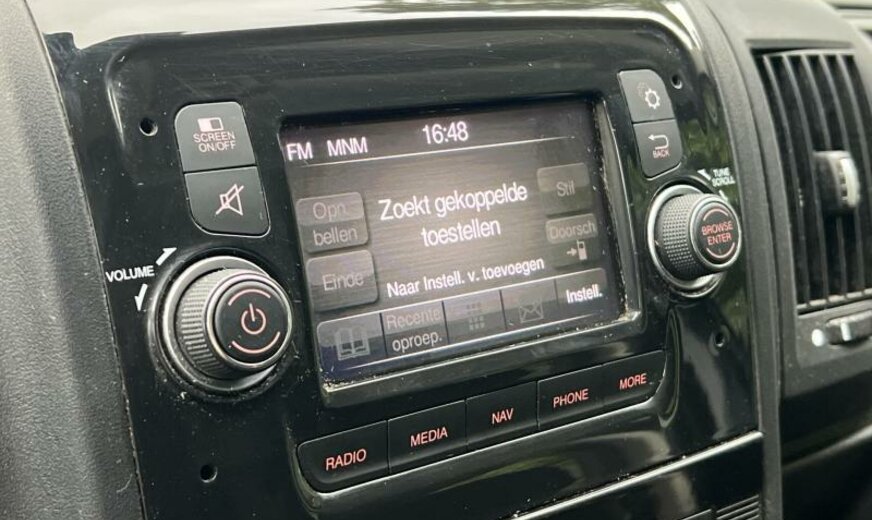 SCREEN
ON/OFF
FM MNM 16:48
Opn.
bellen
Zoekt gekoppelde
toestellen
Stil
Doorsch
Einde
Naar Instell. v. toevoegen
Recente
oproep.
Instell.
BACK
TUNE
SCROLL
BROWSE
ENTER
VOLUME
RADIO
MEDIA
NAV
PHONE
MORE